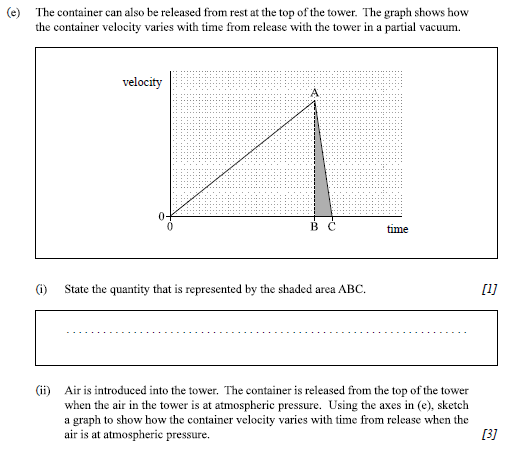 (e) The container can also be released from rest at the top of the tower. The graph shows how
the container velocity varies with time from release with the tower in a partial vacuum.
velocity
A
0
0
B C
time
(i) State the quantity that is represented by the shaded area ABC. [1]
(ii) Air is introduced into the tower. The container is released from the top of the tower
when the air in the tower is at atmospheric pressure. Using the axes in (e), sketch
a graph to show how the container velocity varies with time from release when the
air is at atmospheric pressure. [3]